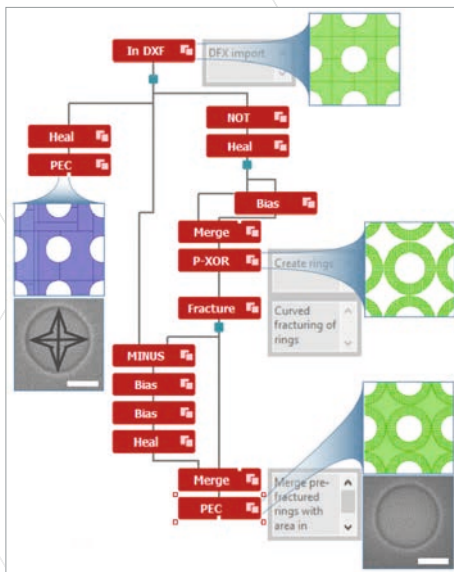 In DXF
DFX import
NOT
Heal
Heal
PEC
Bias
Merge
P-XOR
Create rings
Fracture
Curved
fracturing of
rings
MINUS
Bias
Bias
Heal
Merge
PEC
Merge pre-
fractured
rings with
area in